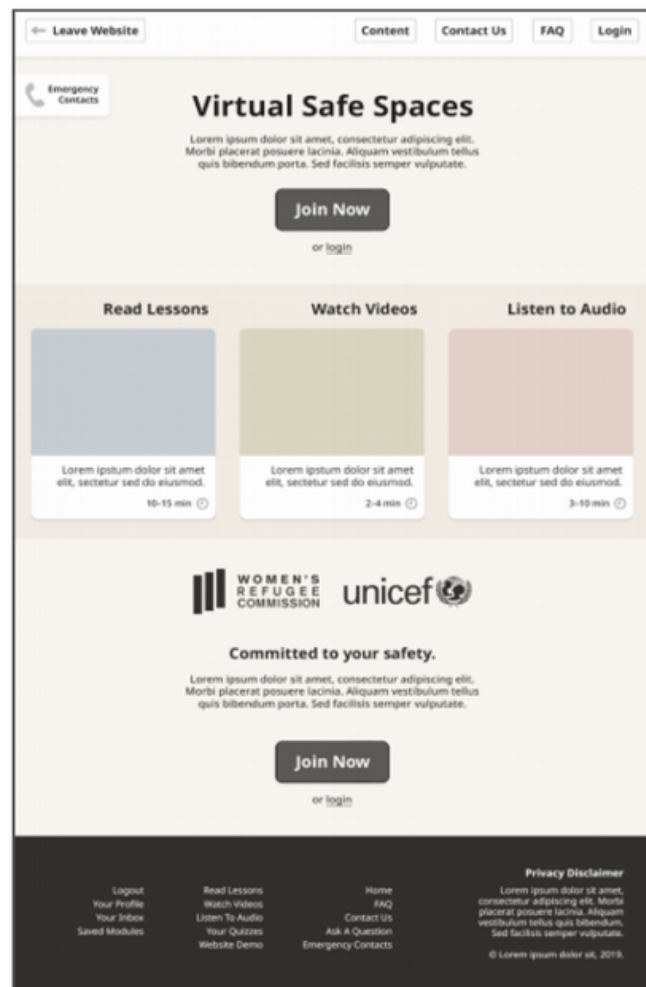 Leave Website
Content
Contact Us
FAQ
Login
Emergency
Contacts
Virtual Safe Spaces
Lorem ipsum dolor sit amet, consectetur adipiscing elit.
Morbi placerat posuere lacinia. Aliquam vestibulum tellus
quis bibendum porta. Sed facilisis semper vulputate.
Join Now
or login
Read Lessons
Lorem ipstum dolor sit amet
elit, sectetur sed do eiusmod.
10-15 min
Watch Videos
Lorem ipstum dolor sit amet
elit, sectetur sed do eiusmod.
2-4 min
Listen to Audio
Lorem ipstum dolor sit amet
elit, sectetur sed do eiusmod.
3-10 min
WOMEN'S
REFUGEE
COMMISSION
unicef
Committed to your safety.
Lorem ipsum dolor sit amet, consectetur adipiscing elit.
Morbi placerat posuere lacinia. Aliquam vestibulum tellus
quis bibendum porta. Sed facilisis semper vulputate.
Join Now
or login
Logout
Your Profile
Your Inbox
Saved Modules
Read Lessons
Watch Videos
Listen To Audio
Your Quizzes
Website Demo
Home
FAQ
Contact Us
Ask A Question
Emergency Contacts
Privacy Disclaimer
Lorem ipsum dolor sit amet,
consectetur adipiscing elit. Morbi
placerat posuere lacinia. Aliquam
vestibulum tellus quis bibendum.
Sed facilisis semper vulputate.
© Lorem ipsum dolor sit, 2019.